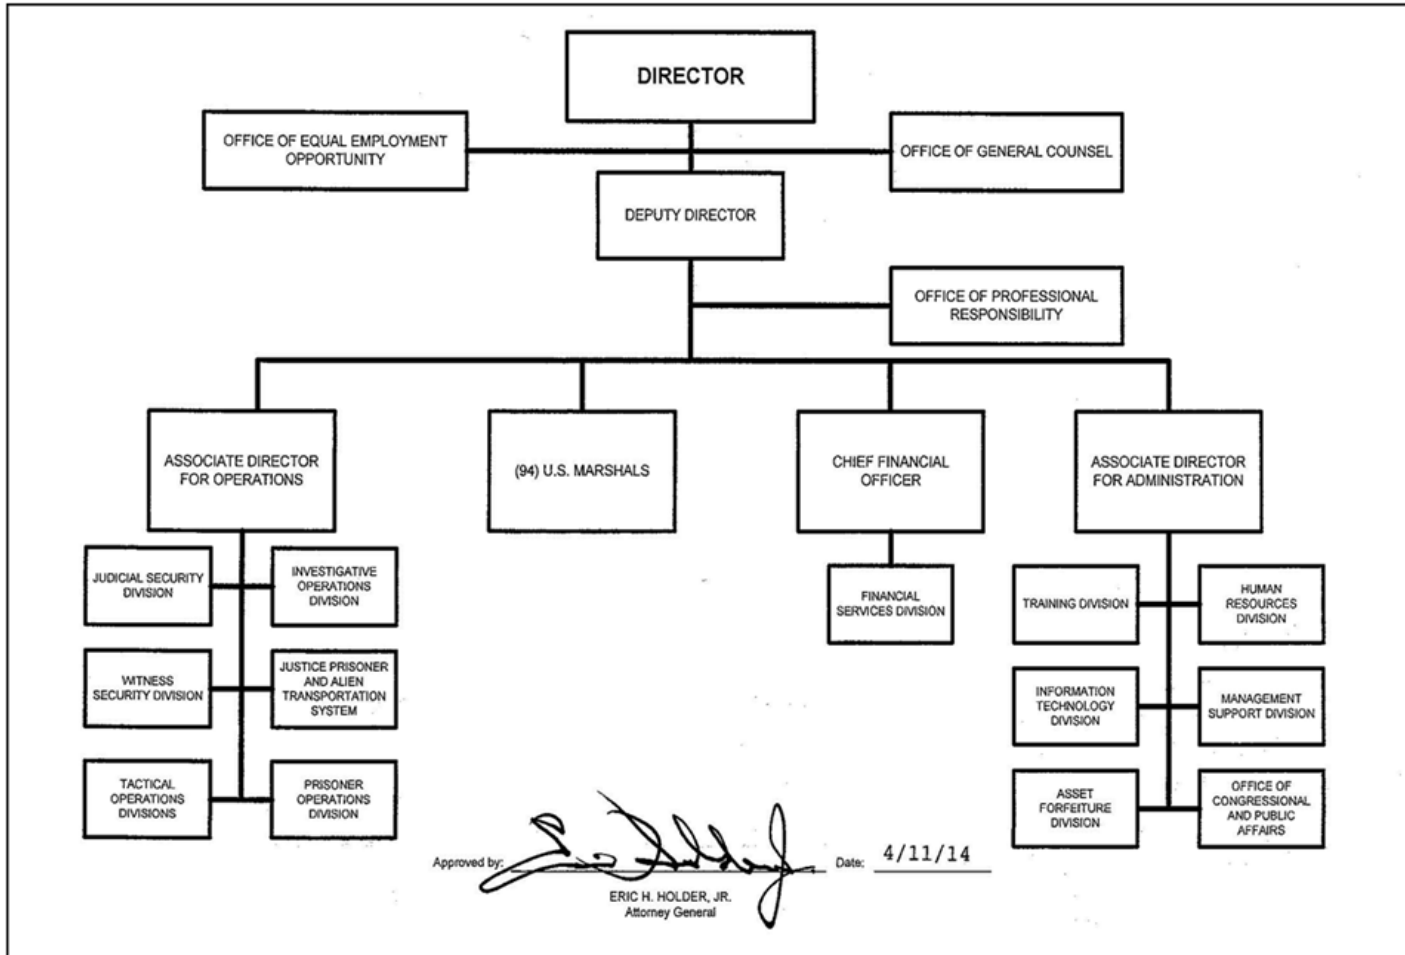 DIRECTOR
OFFICE OF EQUAL EMPLOYMENT
OPPORTUNITY
OFFICE OF GENERAL COUNSEL
DEPUTY DIRECTOR
OFFICE OF PROFESSIONAL
RESPONSIBILITY
ASSOCIATE DIRECTOR
FOR OPERATIONS
(94) U.S. MARSHALS
CHIEF FINANCIAL
OFFICER
ASSOCIATE DIRECTOR
FOR ADMINISTRATION
JUDICIAL SECURITY
DIVISION
INVESTIGATIVE
OPERATIONS
DIVISION
WITNESS
SECURITY DIVISION
JUSTICE PRISONER
AND ALIEN
TRANSPORTATION
SYSTEM
TACTICAL
OPERATIONS
DIVISIONS
PRISONER
OPERATIONS
DIVISION
FINANCIAL
SERVICES DIVISION
TRAINING DIVISION
HUMAN
RESOURCES
DIVISION
INFORMATION
TECHNOLOGY
DIVISION
MANAGEMENT
SUPPORT DIVISION
ASSET
FORFEITURE
DIVISION
OFFICE OF
CONGRESSIONAL
AND PUBLIC
AFFAIRS
Approved by:
Date: 4/11/14
ERIC H. HOLDER, JR.
Attorney General